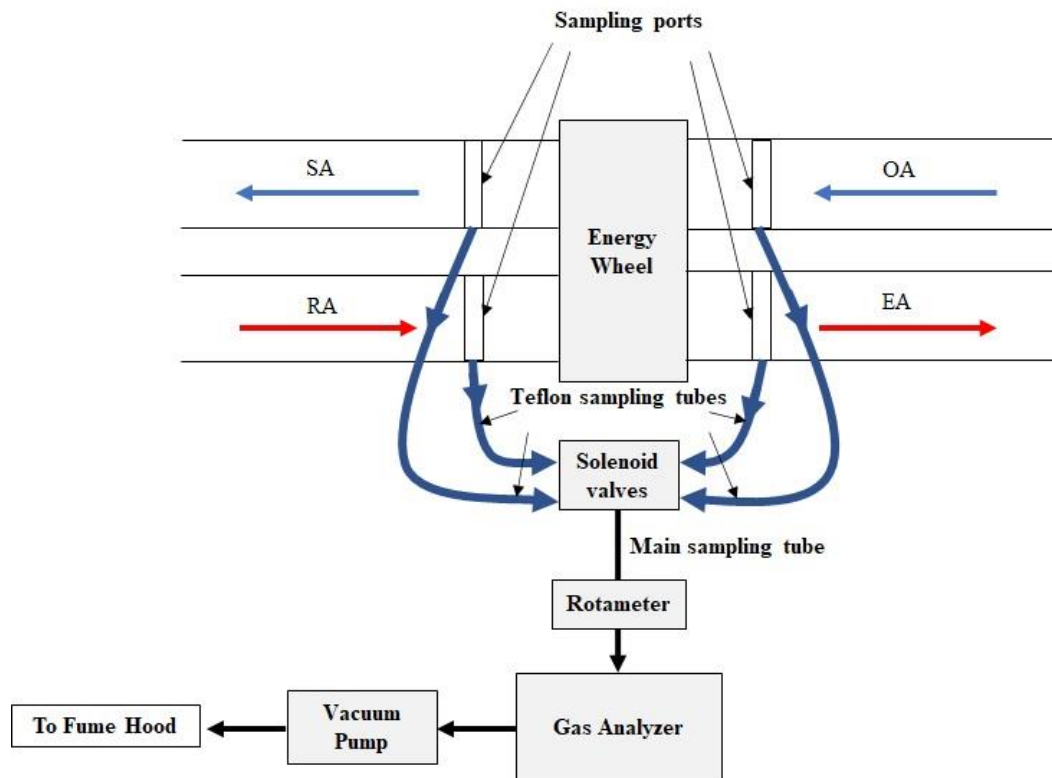 Sampling ports
SA
OA
Energy
Wheel
RA
EA
Teflon sampling tubes
Solenoid
valves
Main sampling tube
Rotameter
To Fume Hood
Vacuum
Pump
Gas Analyzer